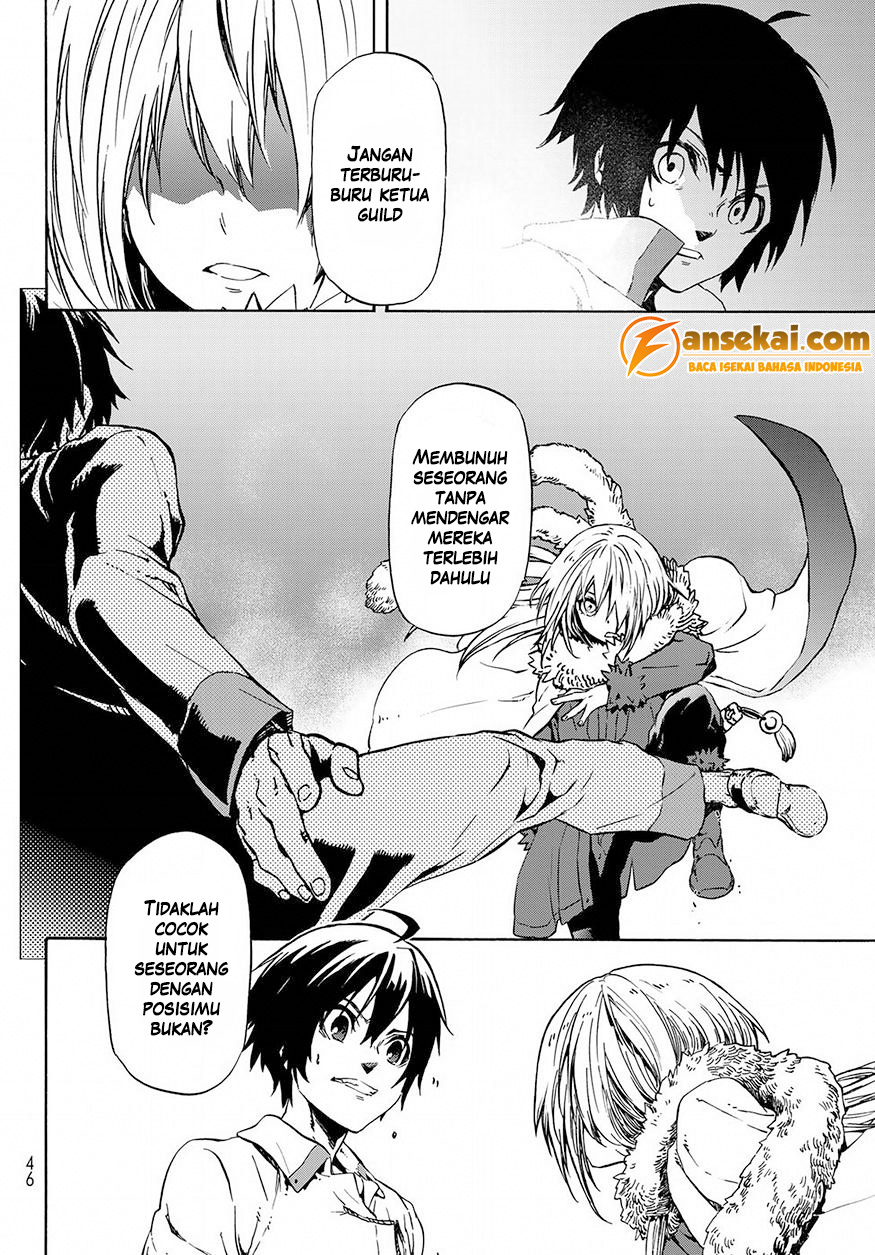 JANGAN
TERBURU-
BURU KETUA
GUILD
ansekai.com
BACA ISEKAI BAHASA INDONESIA
MEMBUNUH
SESEORANG
TANPA
MENDENGAR
MEREKA
TERLEBIH
DAHULU
TIDAKLAH
COCOK
UNTUK
SESEORANG
DENGAN
POSISIMU
BUKAN?
46